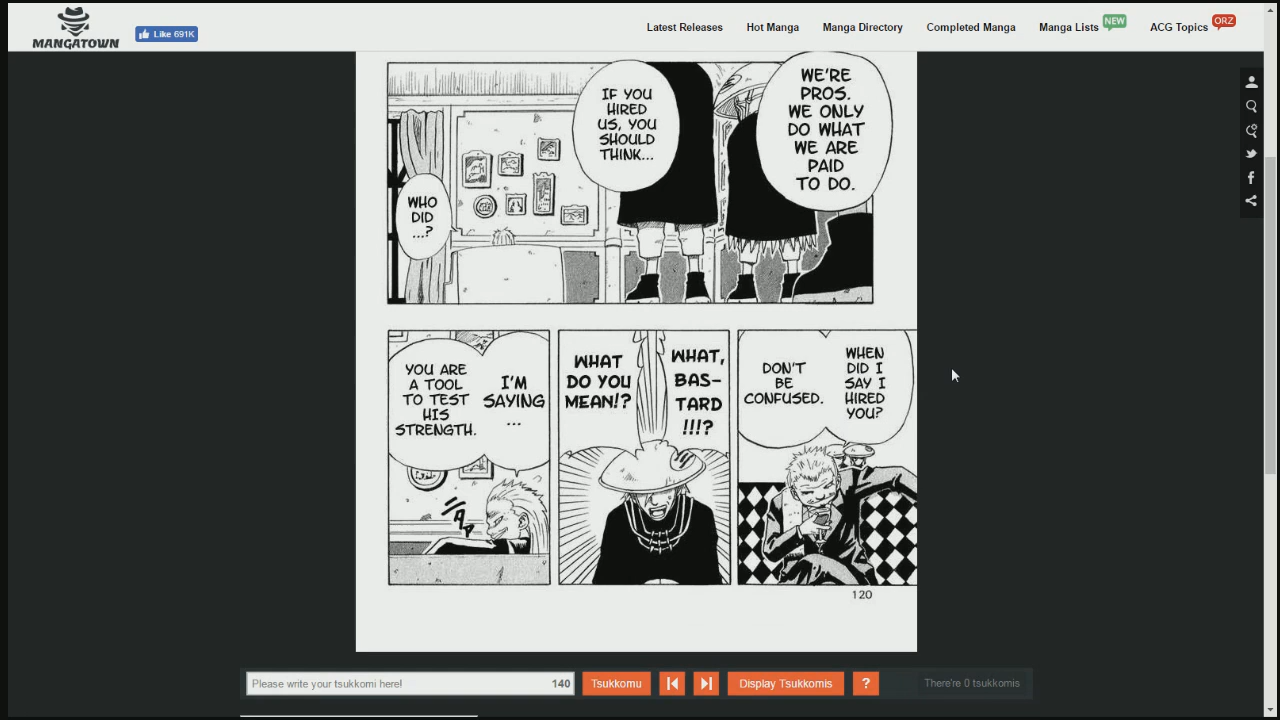 MANGATOWN
Like 691K
Latest Releases
Hot Manga
Manga Directory
Completed Manga
Manga Lists
NEW
ACG Topics
ORZ
WE'RE
PROS.
WE ONLY
DO WHAT
WE ARE
PAID
TO DO.
IF YOU
HIRED
US, YOU
SHOULD
THINK...
WHO
DID
...?
WHEN
DID I
SAY I
HIRED
YOU?
DON'T
BE
CONFUSED.
WHAT,
BAS-
TARD
!!!?
WHAT
DO YOU
MEAN!?
I'M
SAYING
...
YOU ARE
A TOOL
TO TEST
HIS
STRENGTH.
120
Please write your tsukkomi here!
140
Tsukkomu
Display Tsukkomis
?
There're 0 tsukkomis